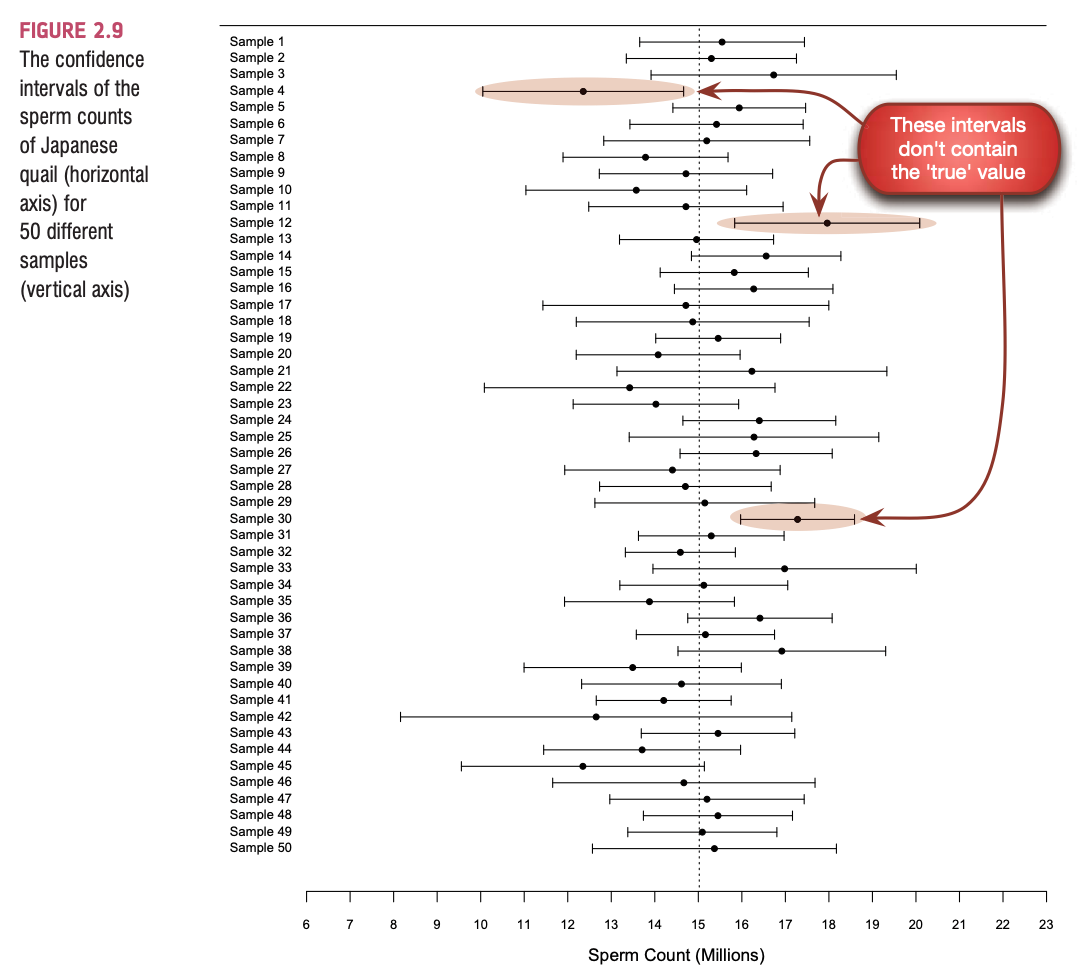 FIGURE 2.9
The confidence
intervals of the
sperm counts
of Japanese
quail (horizontal
axis) for
50 different
samples
(vertical axis)
Sample 1
Sample 2
Sample 3
Sample 4
Sample 5
Sample 6
Sample 7
Sample 8
Sample 9
Sample 10
Sample 11
Sample 12
Sample 13
Sample 14
Sample 15
Sample 16
Sample 17
Sample 18
Sample 19
Sample 20
Sample 21
Sample 22
Sample 23
Sample 24
Sample 25
Sample 26
Sample 27
Sample 28
Sample 29
Sample 30
Sample 31
Sample 32
Sample 33
Sample 34
Sample 35
Sample 36
Sample 37
Sample 38
Sample 39
Sample 40
Sample 41
Sample 42
Sample 43
Sample 44
Sample 45
Sample 46
Sample 47
Sample 48
Sample 49
Sample 50
These intervals
don't contain
the 'true' value
6 7 8 9 10 11 12 13 14 15 16 17 18 19 20 21 22 23
Sperm Count (Millions)